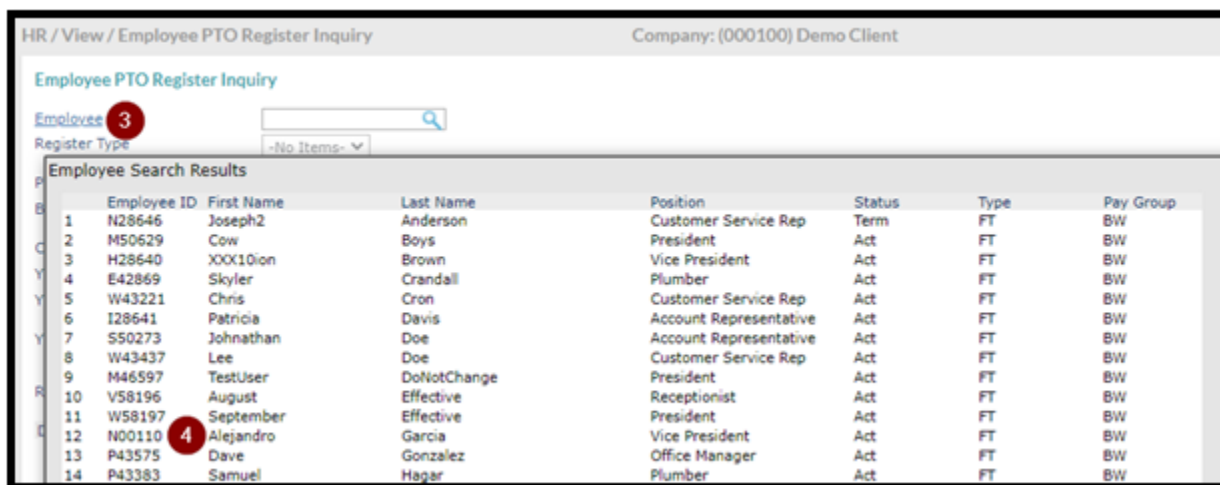 HR / View / Employee PTO Register Inquiry Company: (000100) Demo Client
Employee PTO Register Inquiry
Employee 3
Register Type -No Items-
Employee Search Results
P
Employee ID First Name Last Name Position Status Type Pay Group
B
1 N28646 Joseph2 Anderson Customer Service Rep Term FT BW
2 M50629 Cow Boys President Act FT BW
C
3 H28640 XXX10ion Brown Vice President Act FT BW
Y
4 E42869 Skyler Crandall Plumber Act FT BW
Y
5 W43221 Chris Cron Customer Service Rep Act FT BW
6 I28641 Patricia Davis Account Representative Act FT BW
Y
7 S50273 Johnathan Doe Account Representative Act FT BW
8 W43437 Lee Doe Customer Service Rep Act FT BW
9 M46597 TestUser DoNotChange President Act FT BW
R
10 V58196 August Effective Receptionist Act FT BW
11 W58197 September Effective President Act FT BW
12 N00110 4 Alejandro Garcia Vice President Act FT BW
13 P43575 Dave Gonzalez Office Manager Act FT BW
14 P43383 Samuel Hagar Plumber Act FT BW